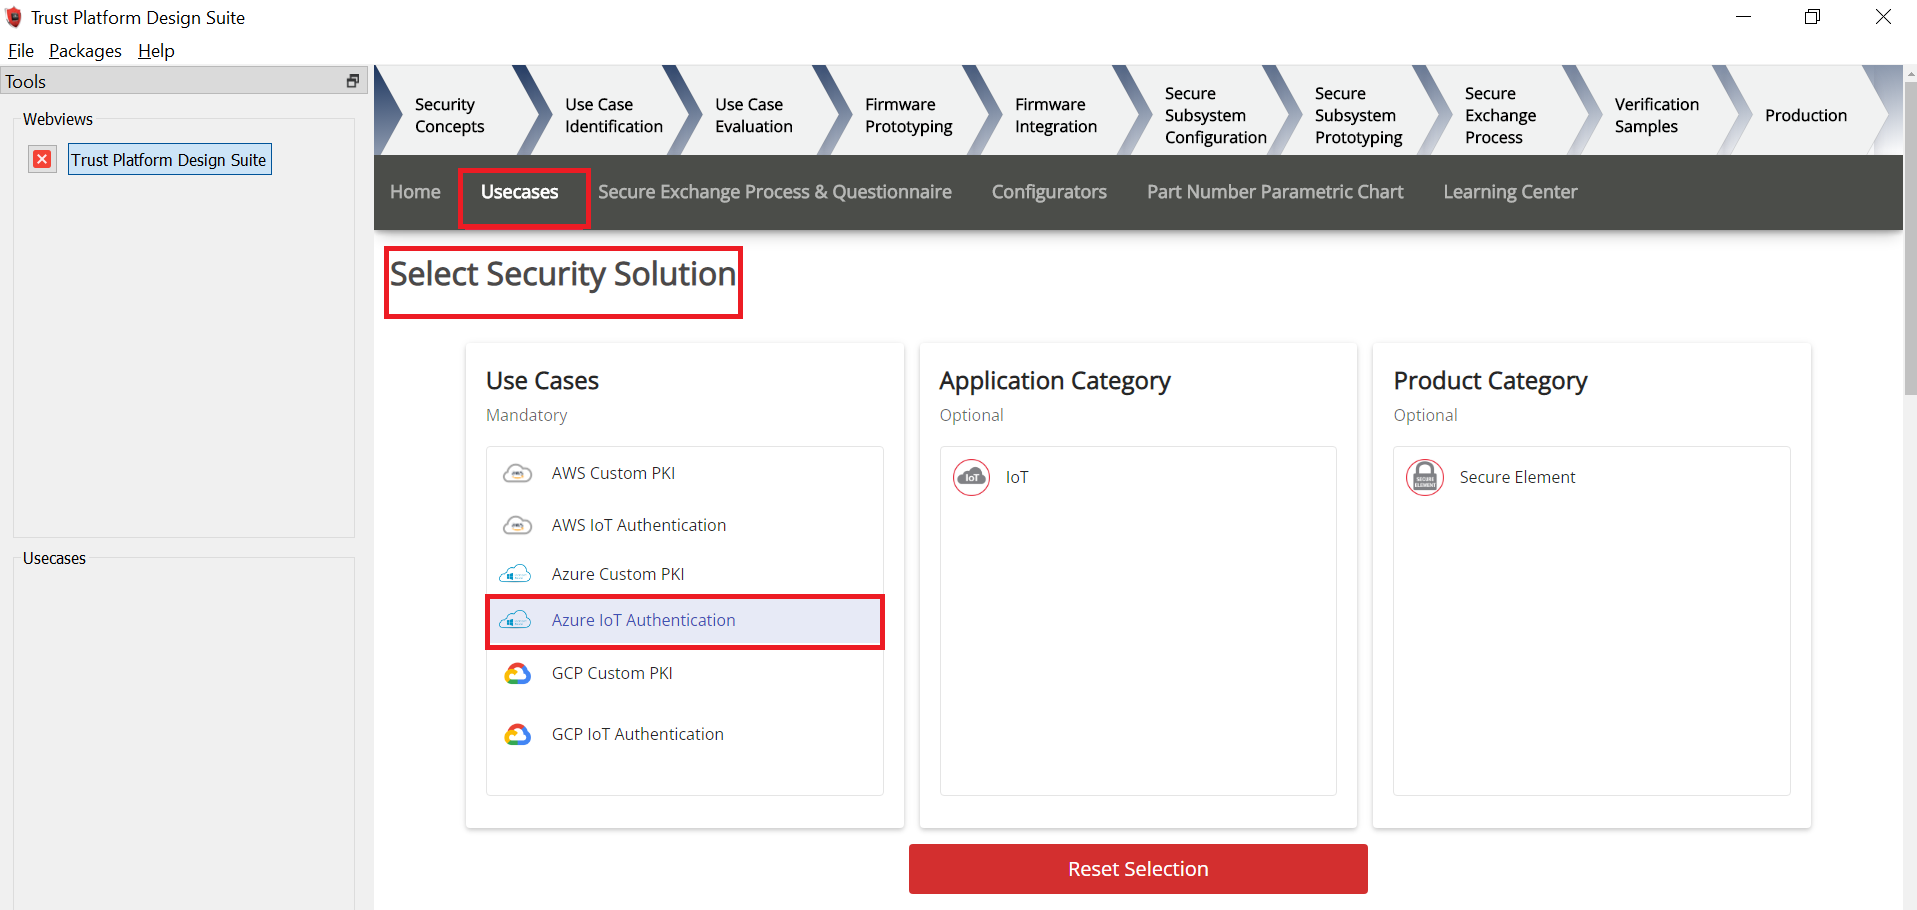 Trust Platform Design Suite
File Packages Help
Tools
Webviews
Trust Platform Design Suite
Usecases
Security
Concepts
Use Case
Identification
Use Case
Evaluation
Firmware
Prototyping
Firmware
Integration
Secure
Subsystem
Configuration
Secure
Subsystem
Prototyping
Secure
Exchange
Process
Verification
Samples
Production
Home Usecases Secure Exchange Process & Questionnaire Configurators Part Number Parametric Chart Learning Center
Select Security Solution
Use Cases
Mandatory
AWS Custom PKI
AWS IoT Authentication
Azure Custom PKI
Azure IoT Authentication
GCP Custom PKI
GCP IoT Authentication
Application Category
Optional
IoT
IoT
Product Category
Optional
SECURE
ELEMENT
Secure Element
Reset Selection